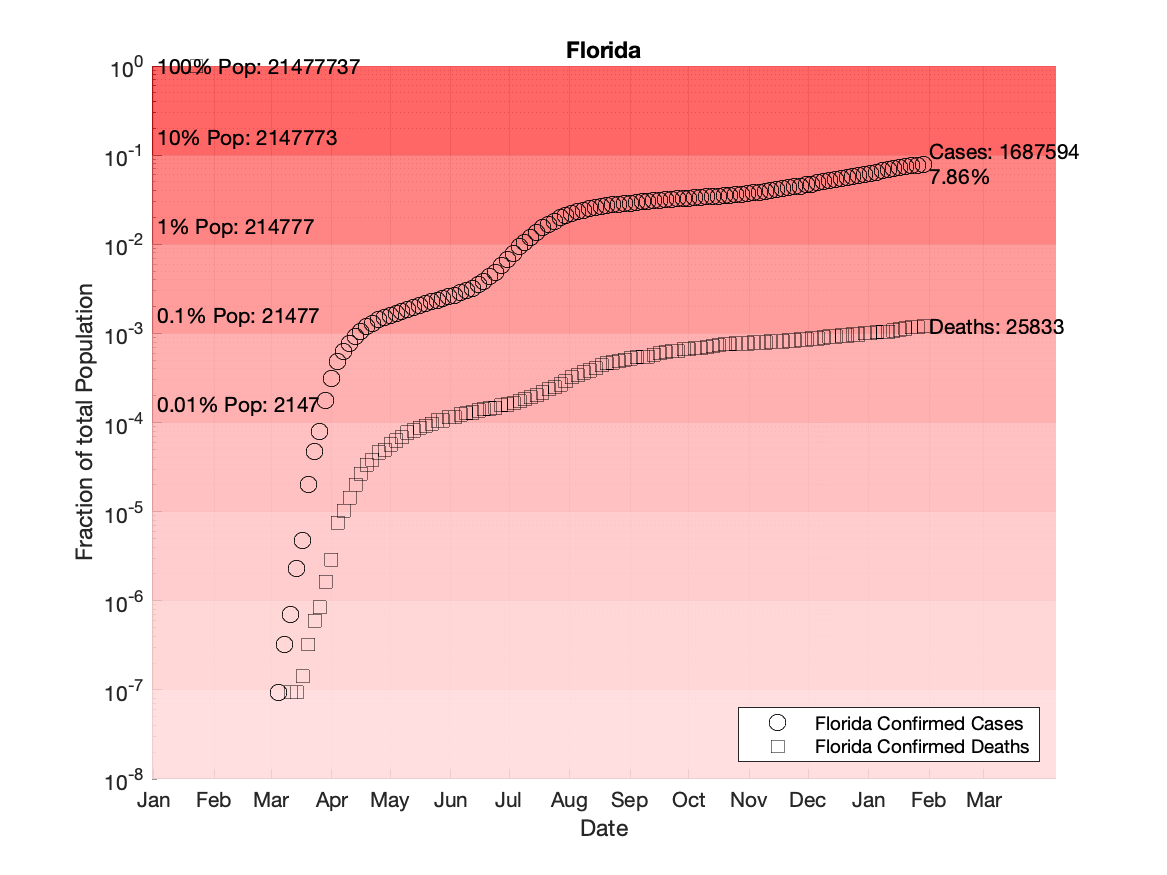 Florida
10^0
100% Pop: 21477737
10% Pop: 2147773
10^-1
Cases: 1687594
7.86%
1% Pop: 214777
10^-2
0.1% Pop: 21477
10^-3
Deaths: 25833
0.01% Pop: 2147
10^-4
10^-5
10^-6
10^-7
10^-8
Fraction of total Population
Florida Confirmed Cases
Florida Confirmed Deaths
Jan Feb Mar Apr May Jun Jul Aug Sep Oct Nov Dec Jan Feb Mar
Date